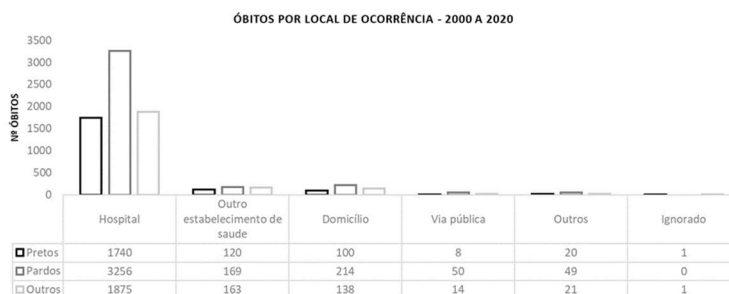 ÓBITOS POR LOCAL DE OCORRÊNCIA - 2000 A 2020
Nº ÓBITOS
3500
3000
2500
2000
1500
1000
500
0
Hospital
Outro
estabelecimento de
saude
Domicílio
Via pública
Outros
Ignorado
Pretos 1740 120 100 8 20 1
Pardos 3256 169 214 50 49 0
Outros 1875 163 138 14 21 1